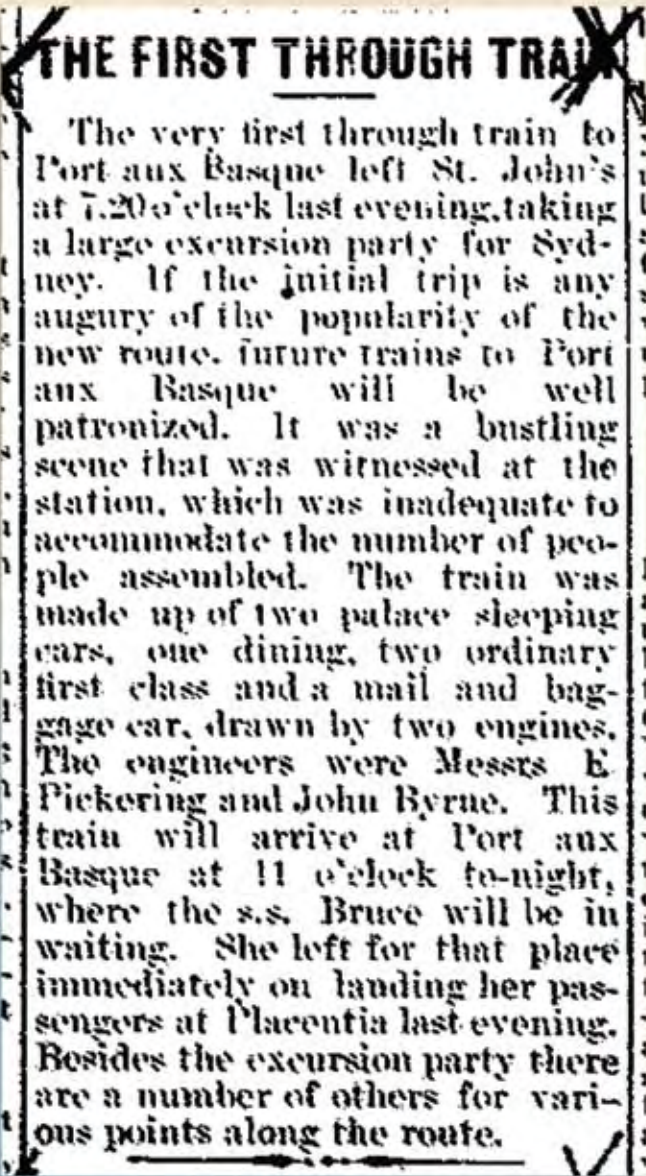 THE FIRST THROUGH TRAIN
The very first through train to
Port aux Basque left St. John's
at 7.20 o'clock last evening, taking
a large excursion party for Syd-
ney. If the initial trip is any
augury of the popularity of the
new route, future trains to Port
aux Basque will be well
patronized. It was a bustling
scene that was witnessed at the
station, which was inadequate to
accommodate the number of peo-
ple assembled. The train was
made up of two palace sleeping
cars, one dining, two ordinary
first class and a mail and bag-
gage car, drawn by two engines.
The engineers were Messrs E.
Pickering and John Byrne. This
train will arrive at Port aux
Basque at 11 o'clock to-night,
where the s.s. Bruce will be in
waiting. She left for that place
immediately on landing her pas-
sengers at Placentia last evening.
Besides the excursion party there
are a number of others for vari-
ous points along the route.